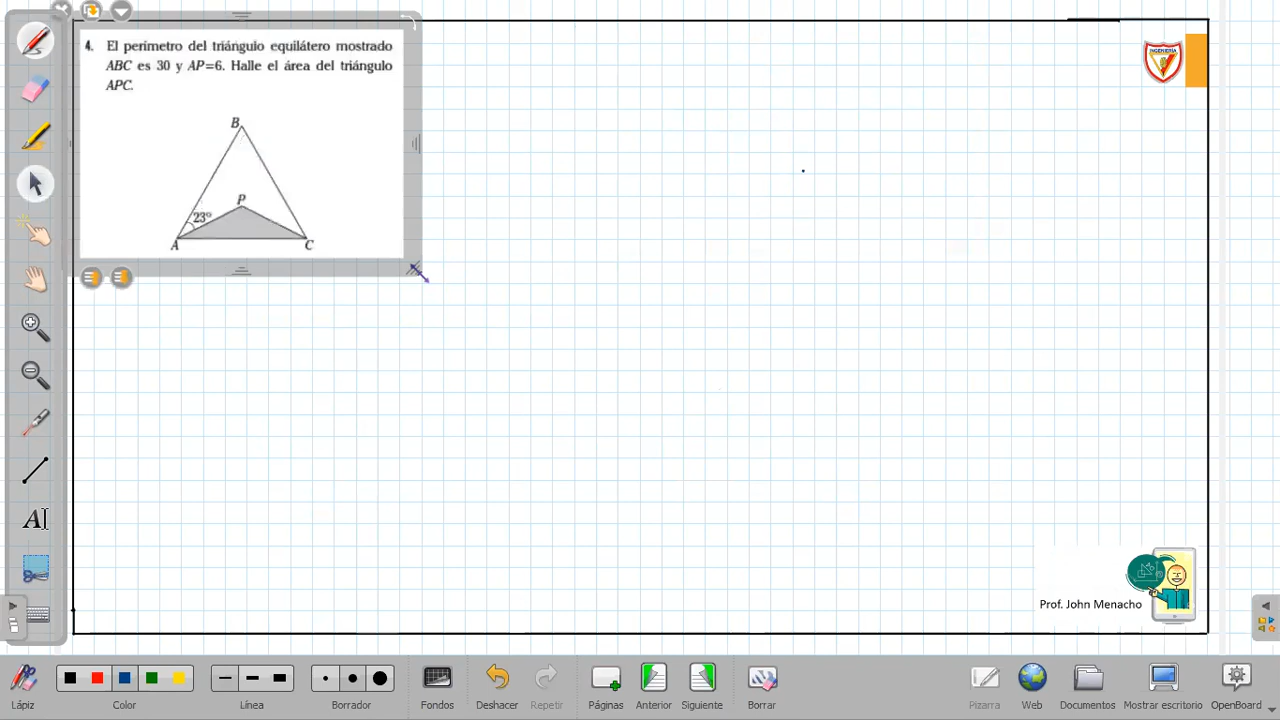 4. El perímetro del triángulo equilátero mostrado
ABC es 30 y AP=6. Halle el área del triángulo
APC.
B
P
23°
A
C
INGENIERÍA
A
Prof. John Menacho
Lápiz
Color
Línea
Borrador
Fondos
Deshacer
Repetir
Páginas
Anterior
Siguiente
Borrar
Pizarra
Web
Documentos
Mostrar escritorio
OpenBoard